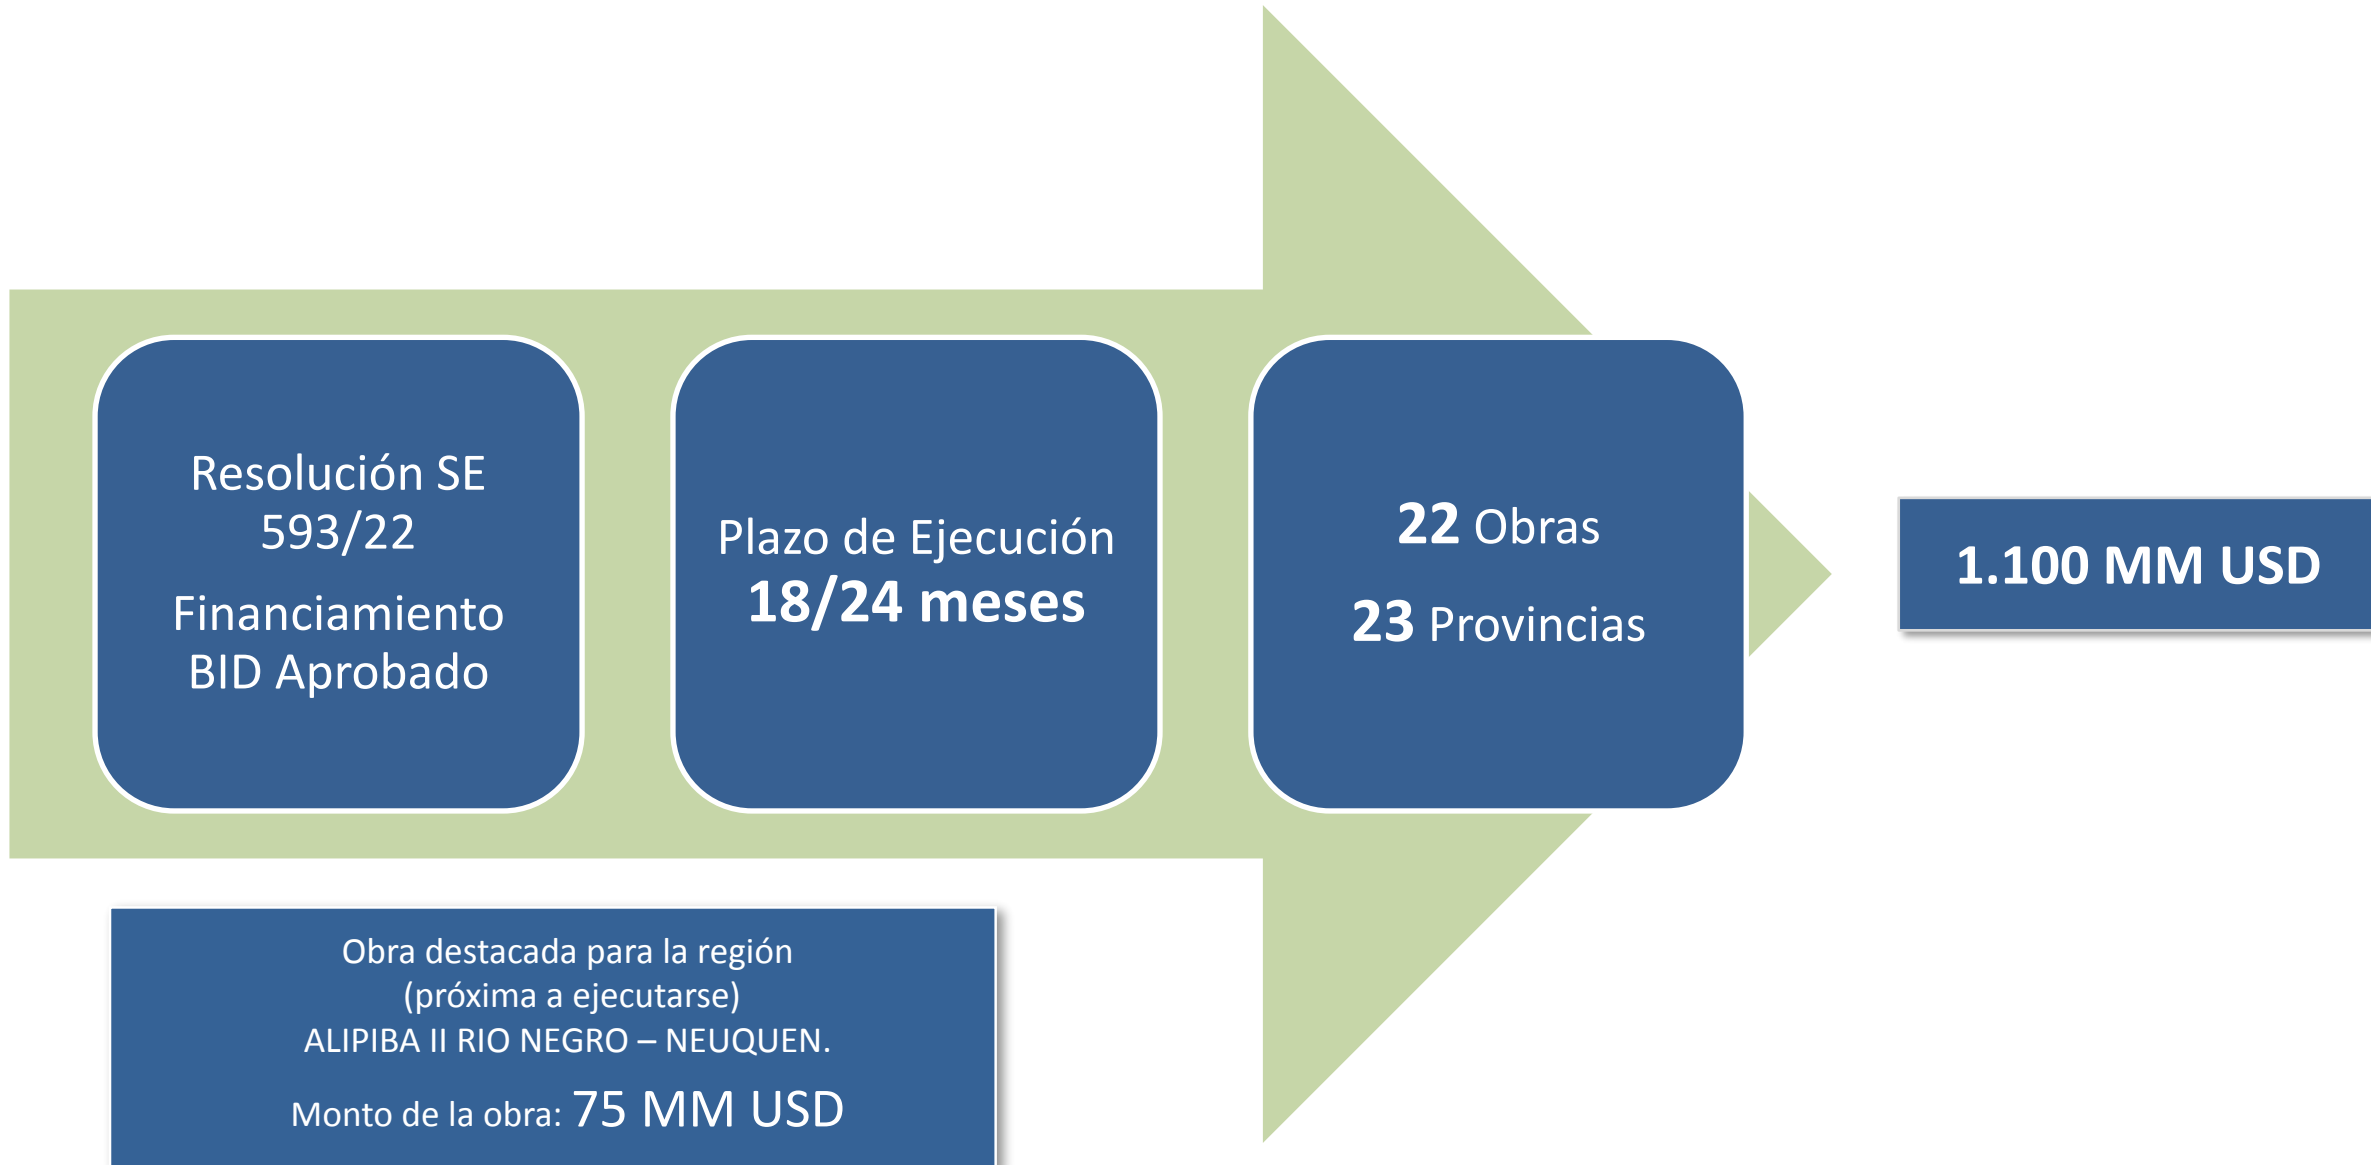 Resolución SE
593/22
Financiamiento
BID Aprobado
Plazo de Ejecución
18/24 meses
22 Obras
23 Provincias
1.100 MM USD
Obra destacada para la región
(próxima a ejecutarse)
ALIPIBA II RIO NEGRO – NEUQUEN.
Monto de la obra: 75 MM USD